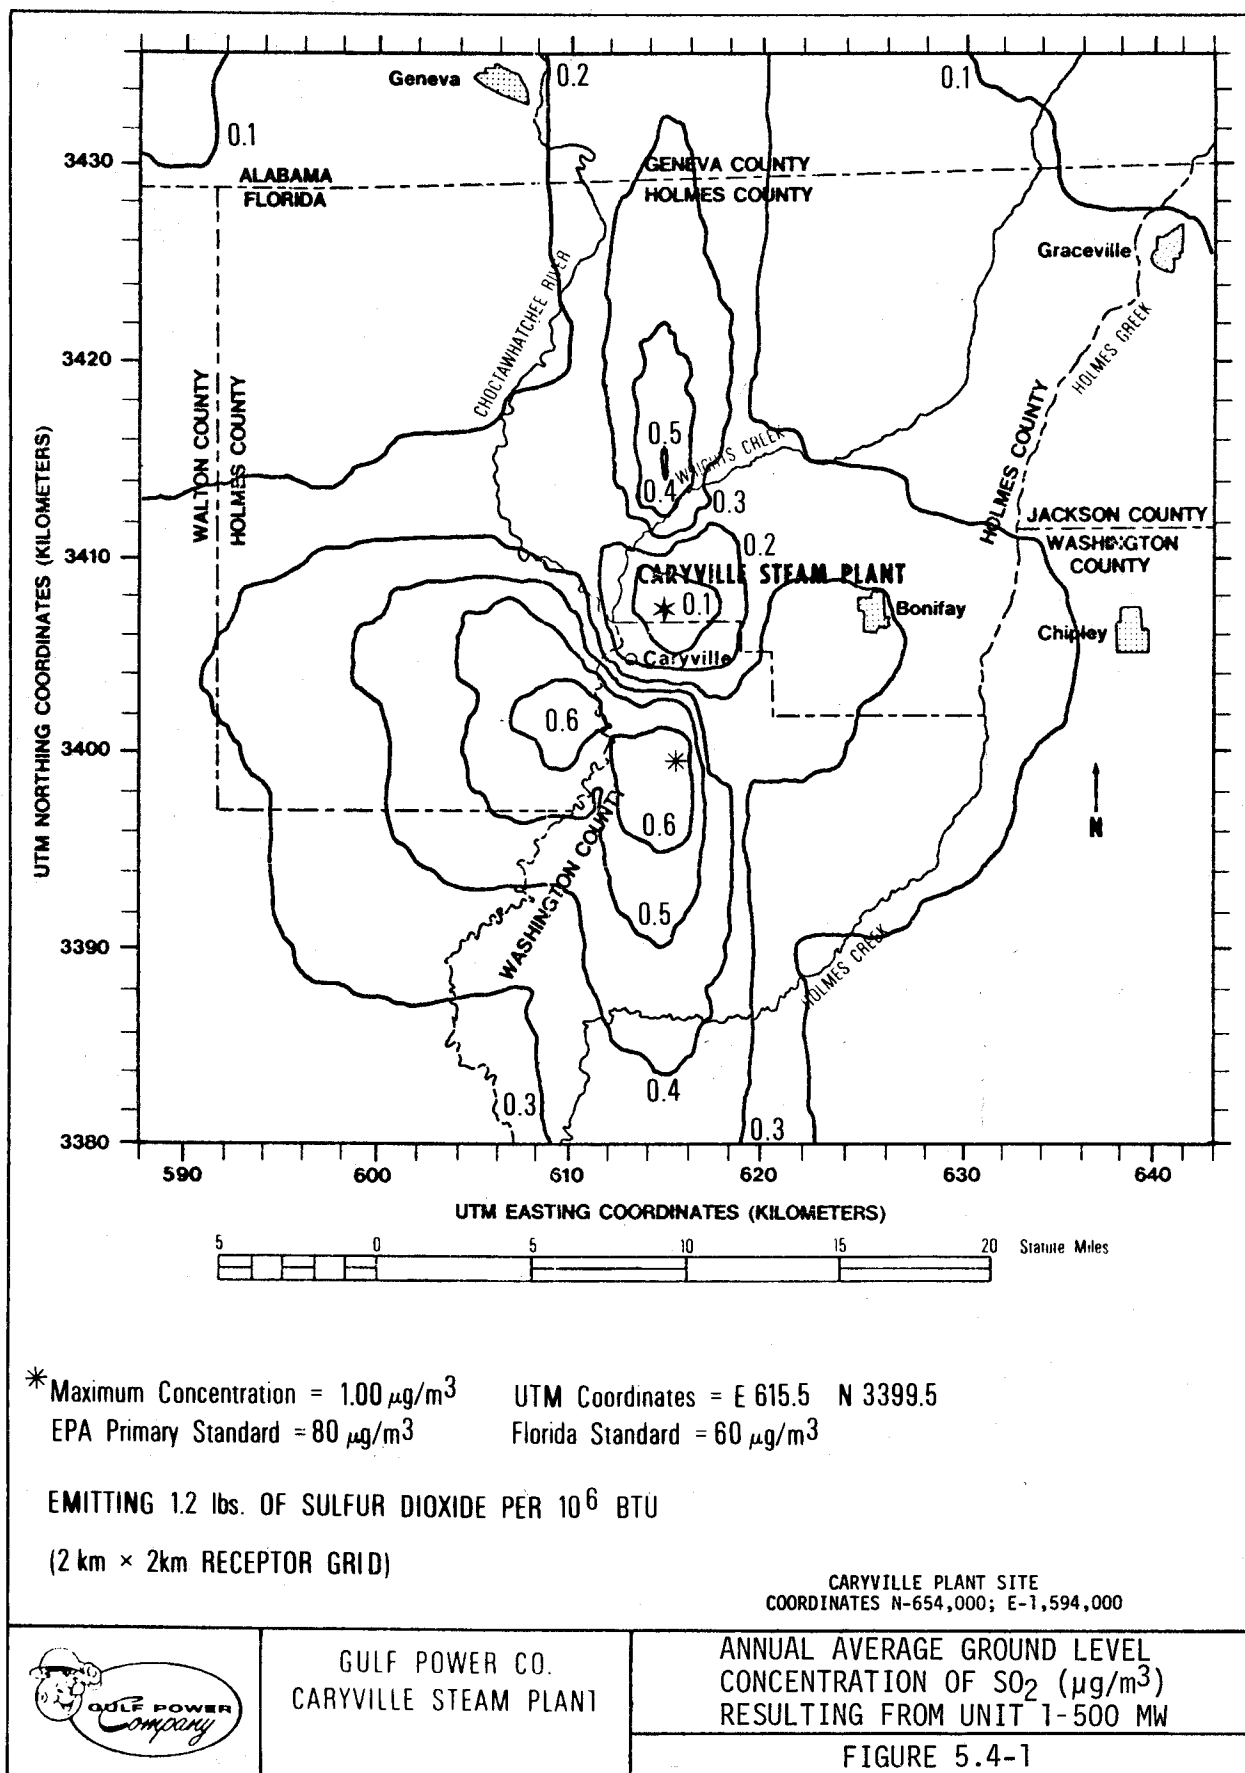 Geneva
0.2
0.1
0.1
3430
ALABAMA
FLORIDA
GENEVA COUNTY
HOLMES COUNTY
Graceville
CHOCTAWHATCHEE RIVER
HOLMES CREEK
3420
WALTON COUNTY
HOLMES COUNTY
0.5
WRIGHTS CREEK
0.4
0.3
HOLMES COUNTY
JACKSON COUNTY
WASHINGTON
COUNTY
3410
0.2
CARYVILLE STEAM PLANT
0.1
Bonifay
Chipley
Caryville
UTM NORTHING COORDINATES (KILOMETERS)
3400
0.6
0.6
N
WASHINGTON COUNTY
0.5
3390
HOLMES CREEK
0.4
0.3
0.3
3380
590 600 610 620 630 640
UTM EASTING COORDINATES (KILOMETERS)
5 0 5 10 15 20 Statute Miles
*Maximum Concentration = 1.00 μg/m3 UTM Coordinates = E 615.5 N 3399.5
EPA Primary Standard = 80 μg/m3 Florida Standard = 60 μg/m3
EMITTING 1.2 lbs. OF SULFUR DIOXIDE PER 10 6 BTU
(2 km × 2km RECEPTOR GRID)
CARYVILLE PLANT SITE
COORDINATES N-654,000; E-1,594,000
GULF POWER
Company
GULF POWER CO.
CARYVILLE STEAM PLANT
ANNUAL AVERAGE GROUND LEVEL
CONCENTRATION OF SO2 (μg/m3)
RESULTING FROM UNIT 1-500 MW
FIGURE 5.4-1